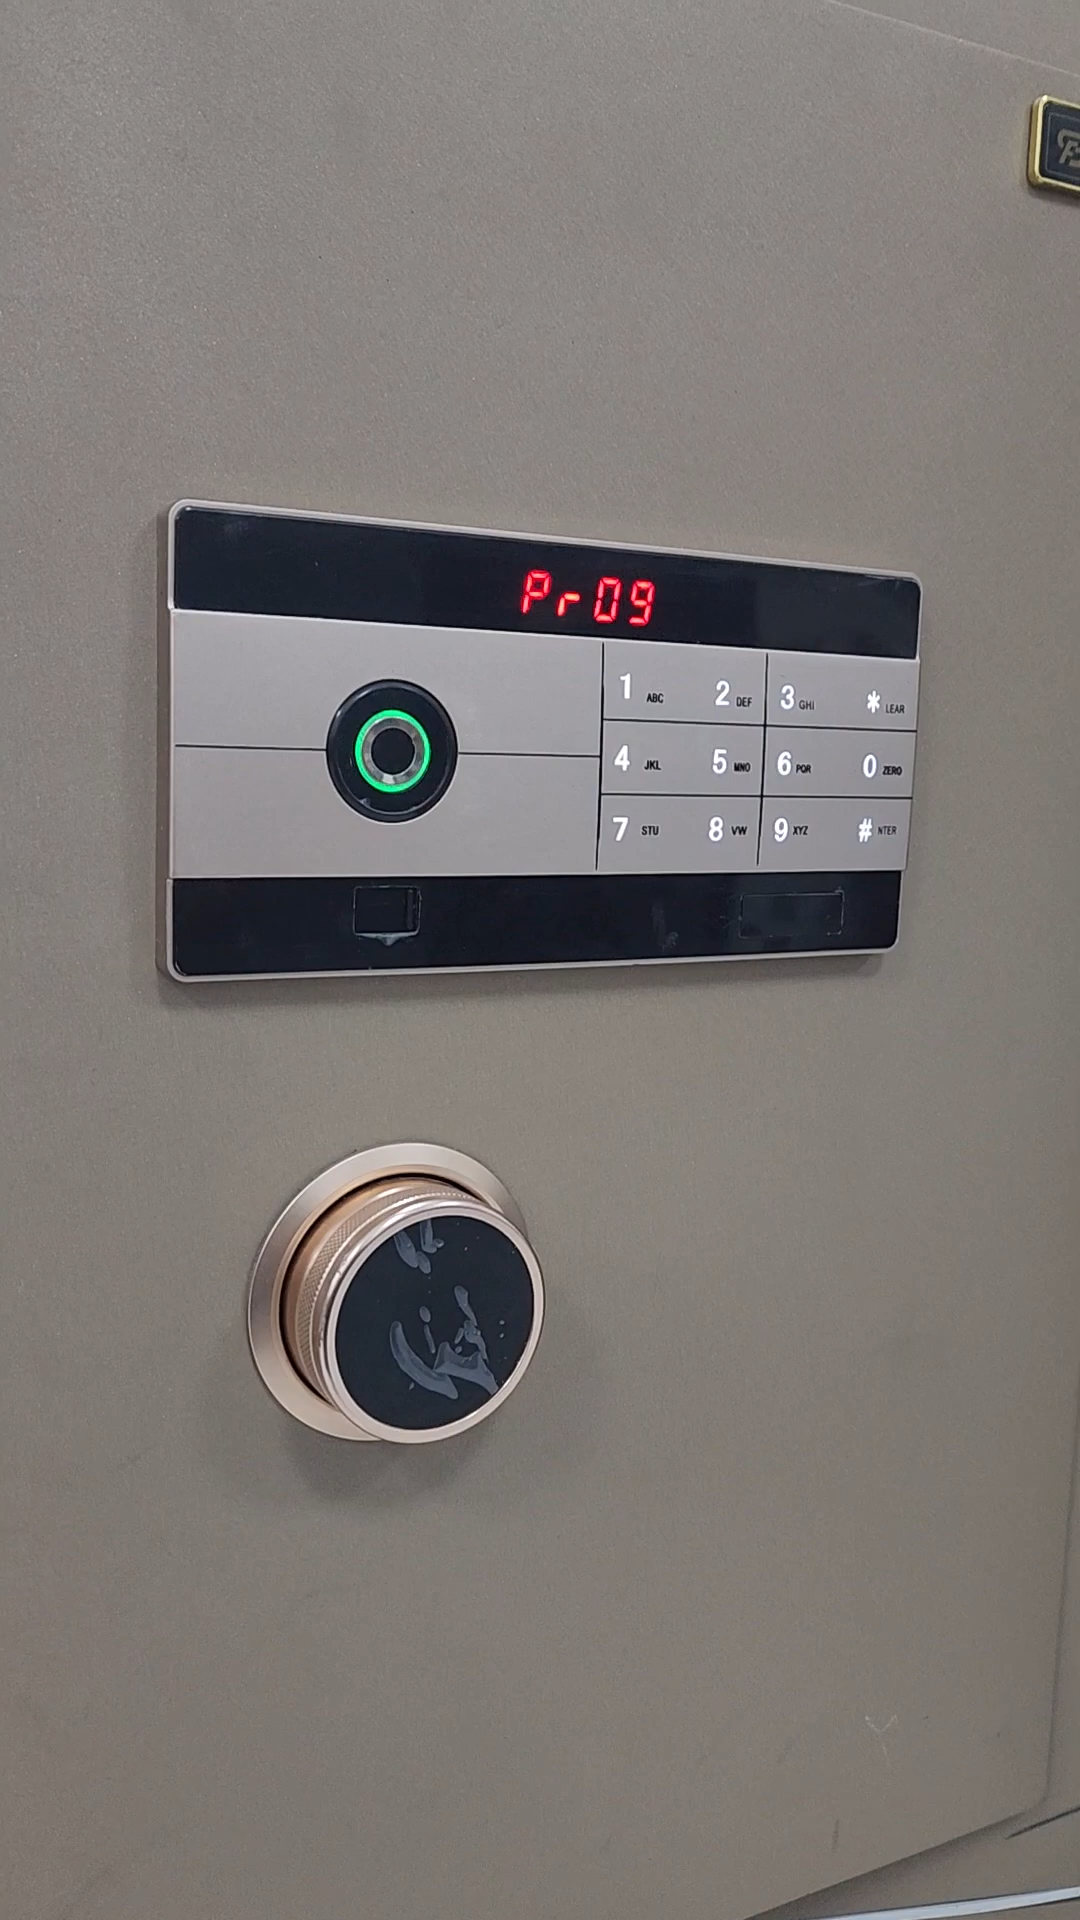 Pr09
1 ABC 2 DEF 3 GHI * LEAR
4 JKL 5 MNO 6 PQR 0 ZERO
7 STU 8 VW 9 XYZ # NTER